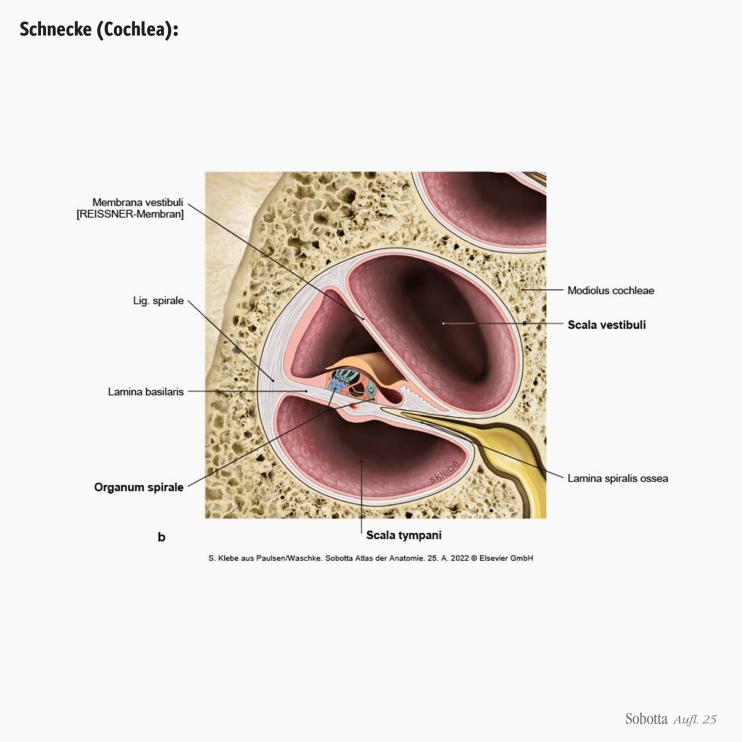 Schnecke (Cochlea):
Membrana vestibuli
[REISSNER-Membran]
Modiolus cochleae
Lig. spirale
Scala vestibuli
Lamina basilaris
Lamina spiralis ossea
Organum spirale
sklebe
Scala tympani
b
S. Klebe aus Paulsen/Waschke. Sobotta Atlas der Anatomie. 25. A. 2022 © Elsevier GmbH
Sobotta Aufl. 25